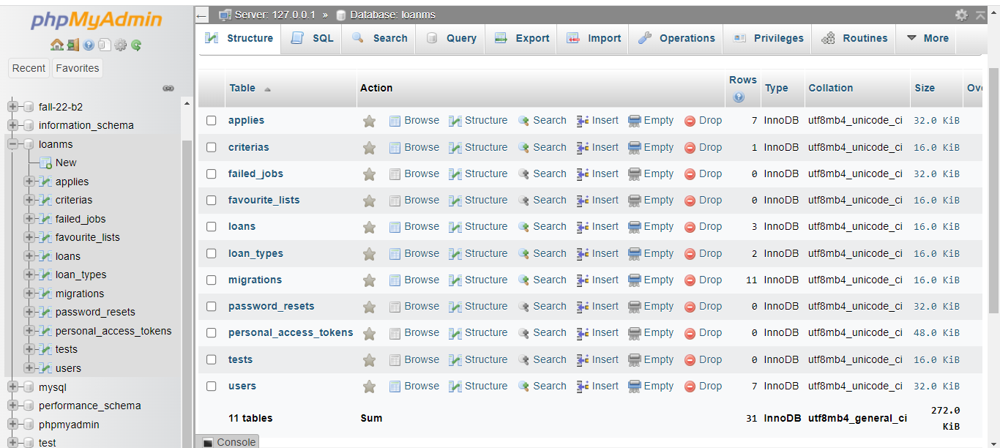 phpMyAdmin
Recent Favorites
fall-22-b2
information_schema
loanms
New
applies
criterias
failed_jobs
favourite_lists
loans
loan_types
migrations
password_resets
personal_access_tokens
tests
users
mysql
performance_schema
phpmyadmin
test
Server: 127.0.0.1 » Database: loanms
Structure SQL Search Query Export Import Operations Privileges Routines More
Table Action Rows Type Collation Size Ov
applies Browse Structure Search Insert Empty Drop 7 InnoDB utf8mb4_unicode_ci 32.0 KiB
criterias Browse Structure Search Insert Empty Drop 1 InnoDB utf8mb4_unicode_ci 16.0 KiB
failed_jobs Browse Structure Search Insert Empty Drop 0 InnoDB utf8mb4_unicode_ci 32.0 KiB
favourite_lists Browse Structure Search Insert Empty Drop 0 InnoDB utf8mb4_unicode_ci 16.0 KiB
loans Browse Structure Search Insert Empty Drop 3 InnoDB utf8mb4_unicode_ci 16.0 KiB
loan_types Browse Structure Search Insert Empty Drop 2 InnoDB utf8mb4_unicode_ci 16.0 KiB
migrations Browse Structure Search Insert Empty Drop 11 InnoDB utf8mb4_unicode_ci 16.0 KiB
password_resets Browse Structure Search Insert Empty Drop 0 InnoDB utf8mb4_unicode_ci 32.0 KiB
personal_access_tokens Browse Structure Search Insert Empty Drop 0 InnoDB utf8mb4_unicode_ci 48.0 KiB
tests Browse Structure Search Insert Empty Drop 0 InnoDB utf8mb4_unicode_ci 16.0 KiB
users Browse Structure Search Insert Empty Drop 7 InnoDB utf8mb4_unicode_ci 32.0 KiB
11 tables Sum 31 InnoDB utf8mb4_general_ci 272.0
KiB
Console